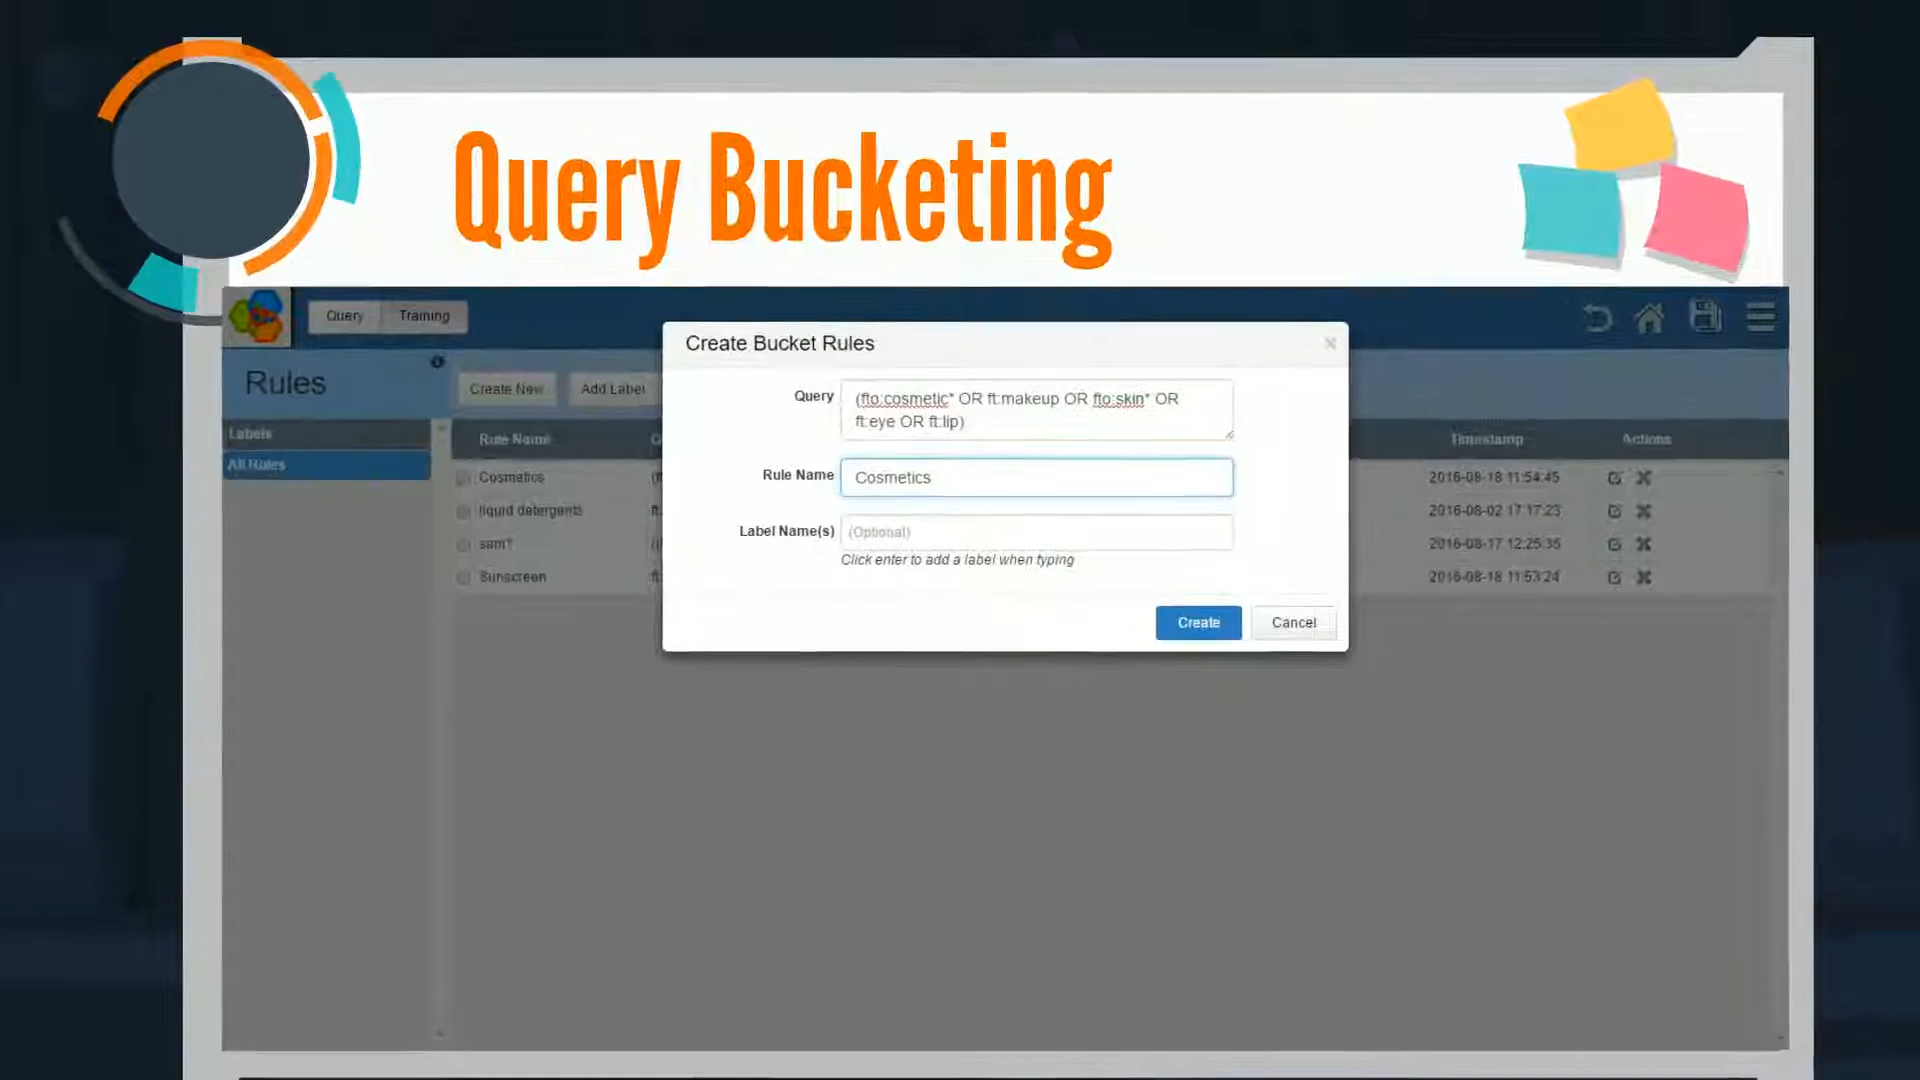 Query Bucketing
Query Training
Create Bucket Rules
Rules
Create New Add Label
Query (fto:cosmetic* OR ft:makeup OR fto:skin* OR
ft:eye OR ft:lip)
Labels
All Rules
Rule Name Timestamp Actions
Rule Name Cosmetics
Cosmetics 2016-08-18 11:54:45
liquid detergents 2016-08-02 17:17:23
Label Name(s) (Optional)
sam? 2016-08-17 12:25:35
Click enter to add a label when typing
Sunscreen 2016-08-18 11:53:24
Create Cancel